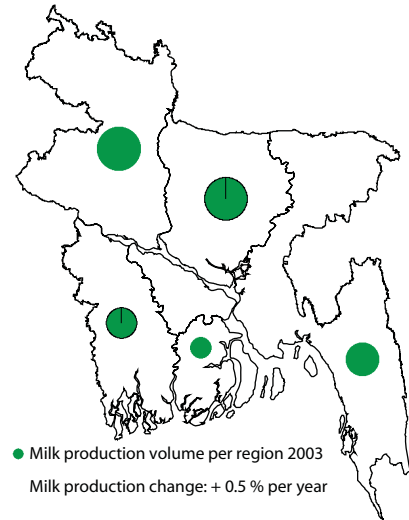 Milk production volume per region 2003
Milk production change: + 0.5 % per year